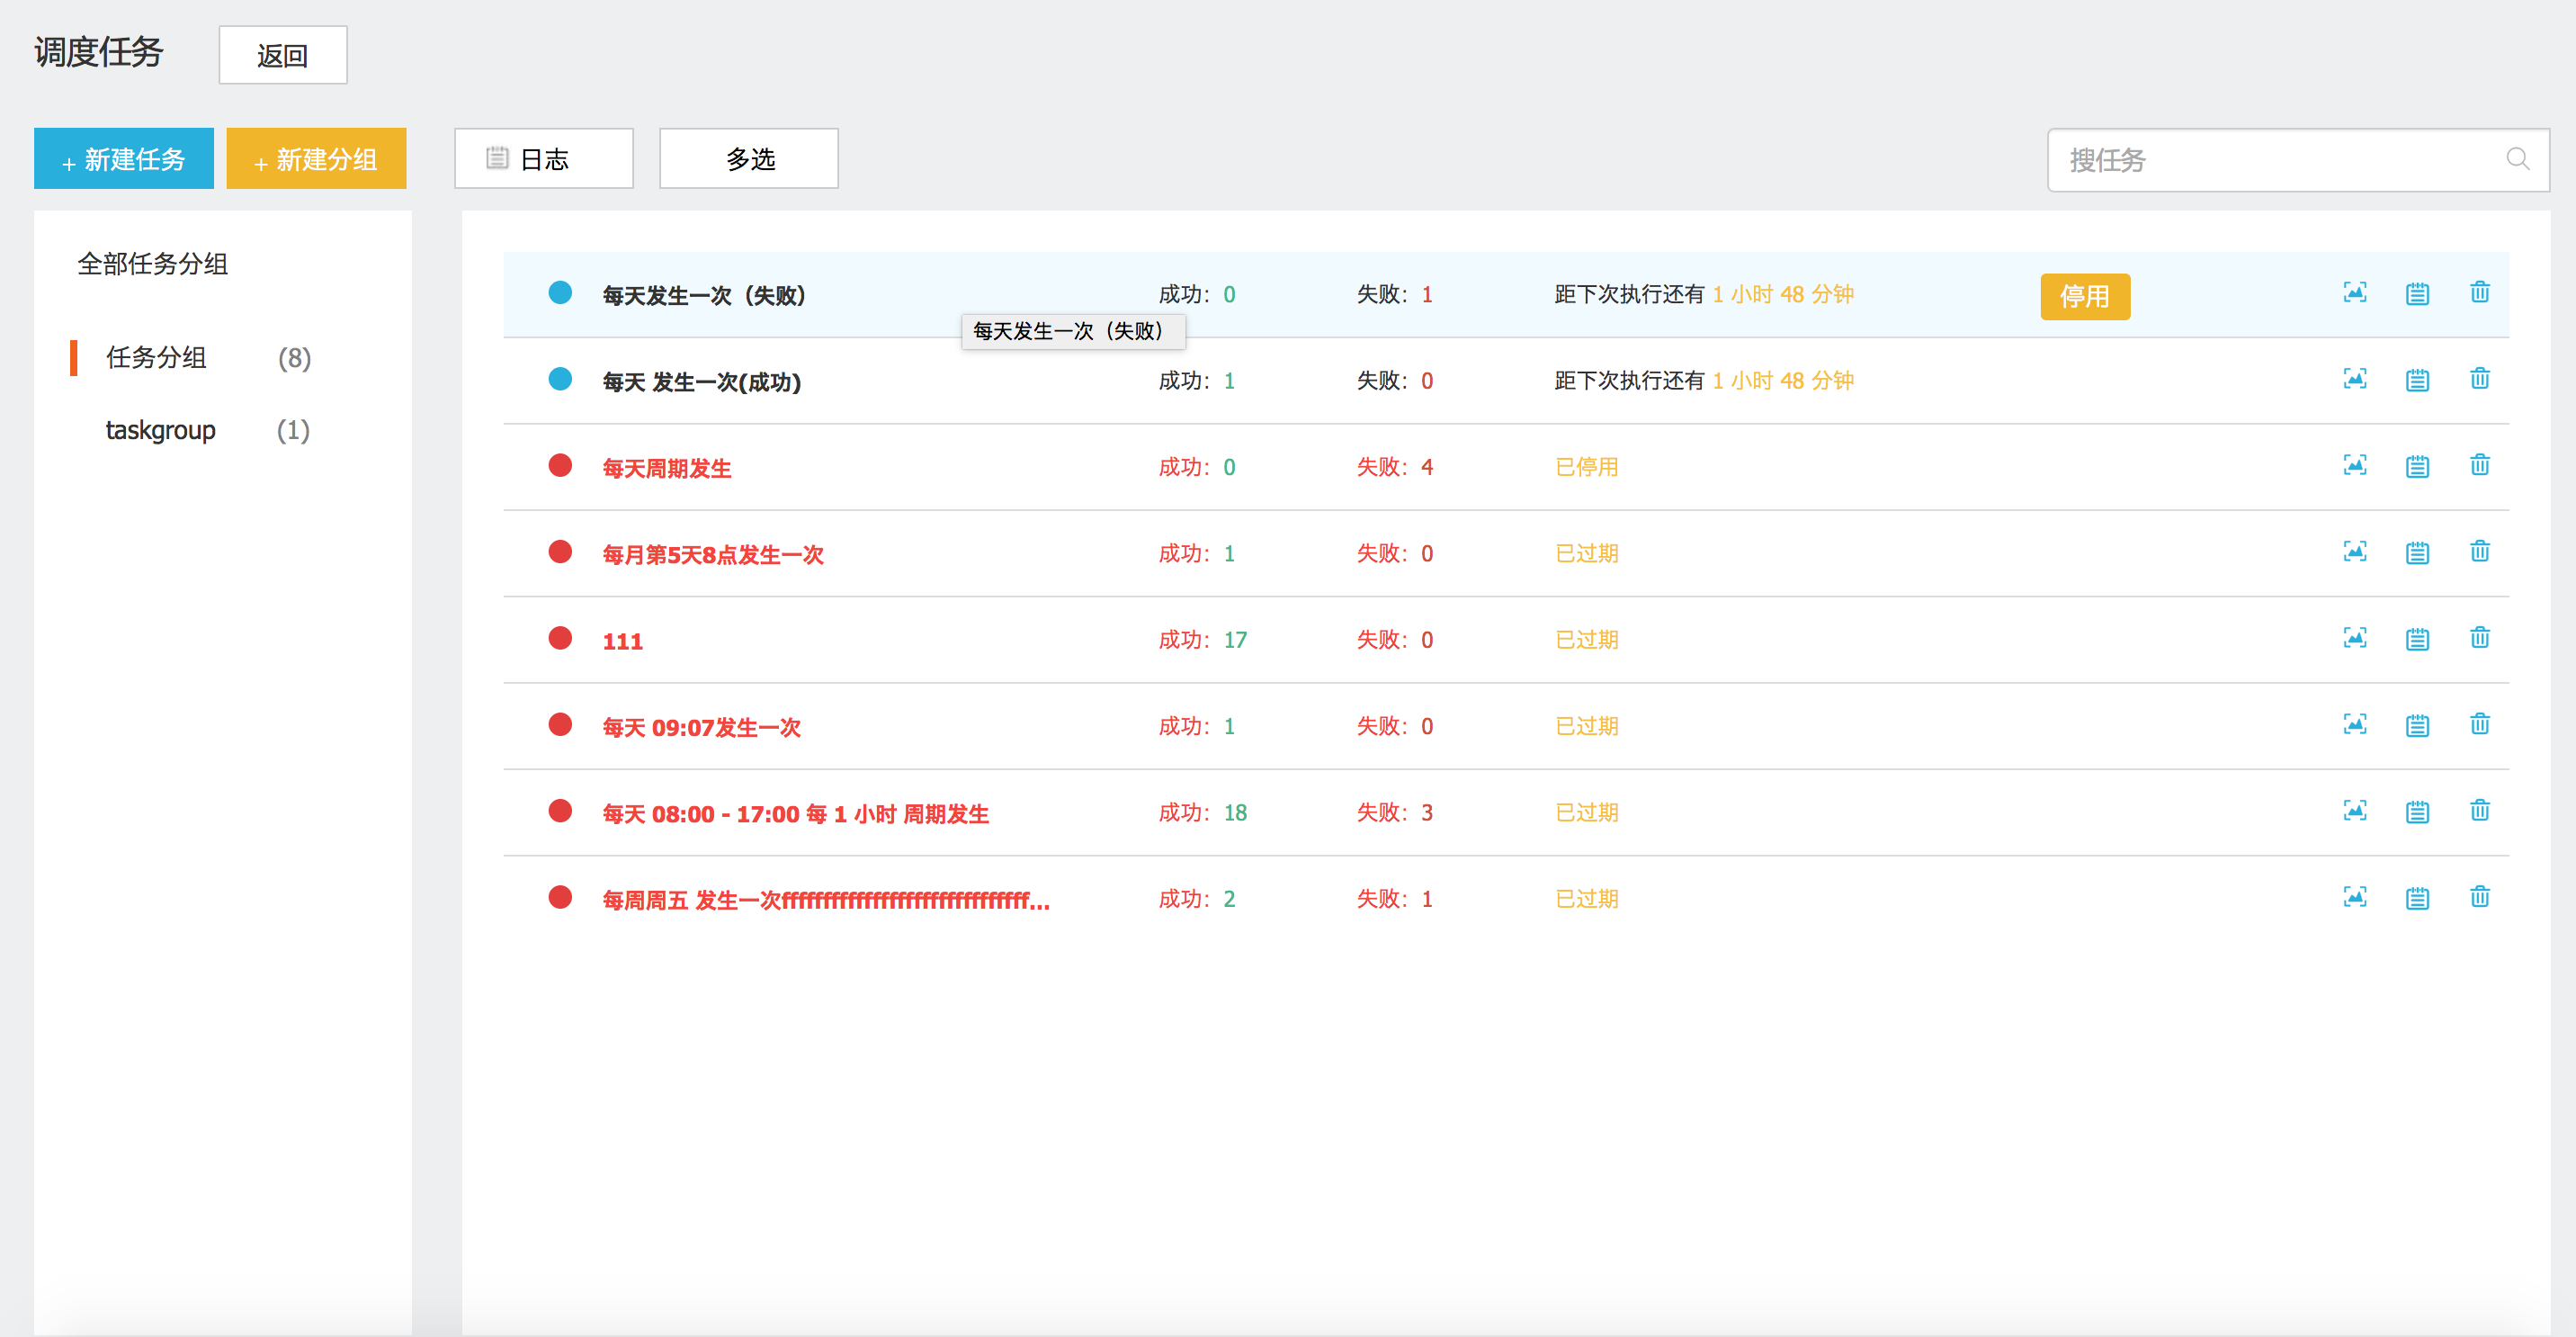 调度任务 返回
+ 新建任务 + 新建分组 日志 多选 搜任务
全部任务分组
任务分组 (8)
taskgroup (1)
每天发生一次（失败） 成功：0 失败：1 距下次执行还有 1 小时 48 分钟 停用
每天发生一次（失败）
每天 发生一次(成功) 成功：1 失败：0 距下次执行还有 1 小时 48 分钟
每天周期发生 成功：0 失败：4 已停用
每月第5天8点发生一次 成功：1 失败：0 已过期
111 成功：17 失败：0 已过期
每天 09:07发生一次 成功：1 失败：0 已过期
每天 08:00 - 17:00 每 1 小时 周期发生 成功：18 失败：3 已过期
每周周五 发生一次ffffffffffffffffffffffffffffff... 成功：2 失败：1 已过期